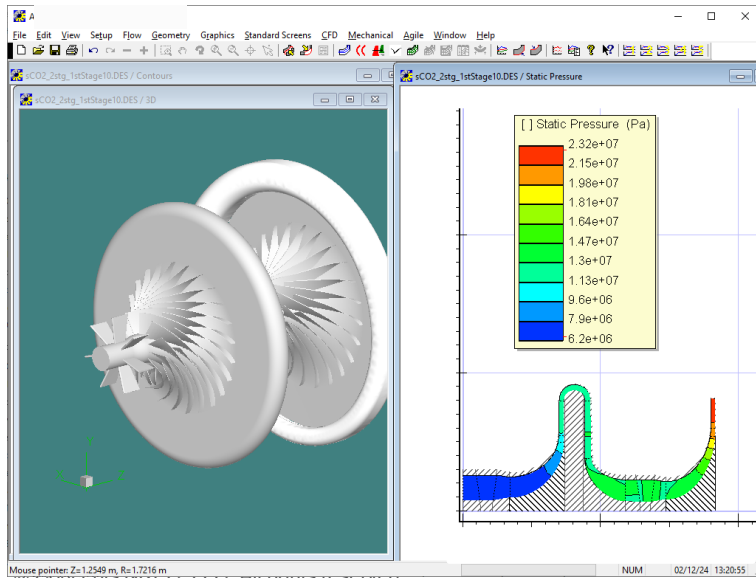 A
File Edit View Setup Flow Geometry Graphics Standard Screens CFD Mechanical Agile Window Help
sCO2_2stg_1stStage10.DES / Contours
sCO2_2stg_1stStage10.DES / 3D
sCO2_2stg_1stStage10.DES / Static Pressure
[ ] Static Pressure (Pa)
2.32e+07
2.15e+07
1.98e+07
1.81e+07
1.64e+07
1.47e+07
1.3e+07
1.13e+07
9.6e+06
7.9e+06
6.2e+06
Mouse pointer: Z=1.2549 m, R=1.7216 m
NUM
02/12/24
13:20:55